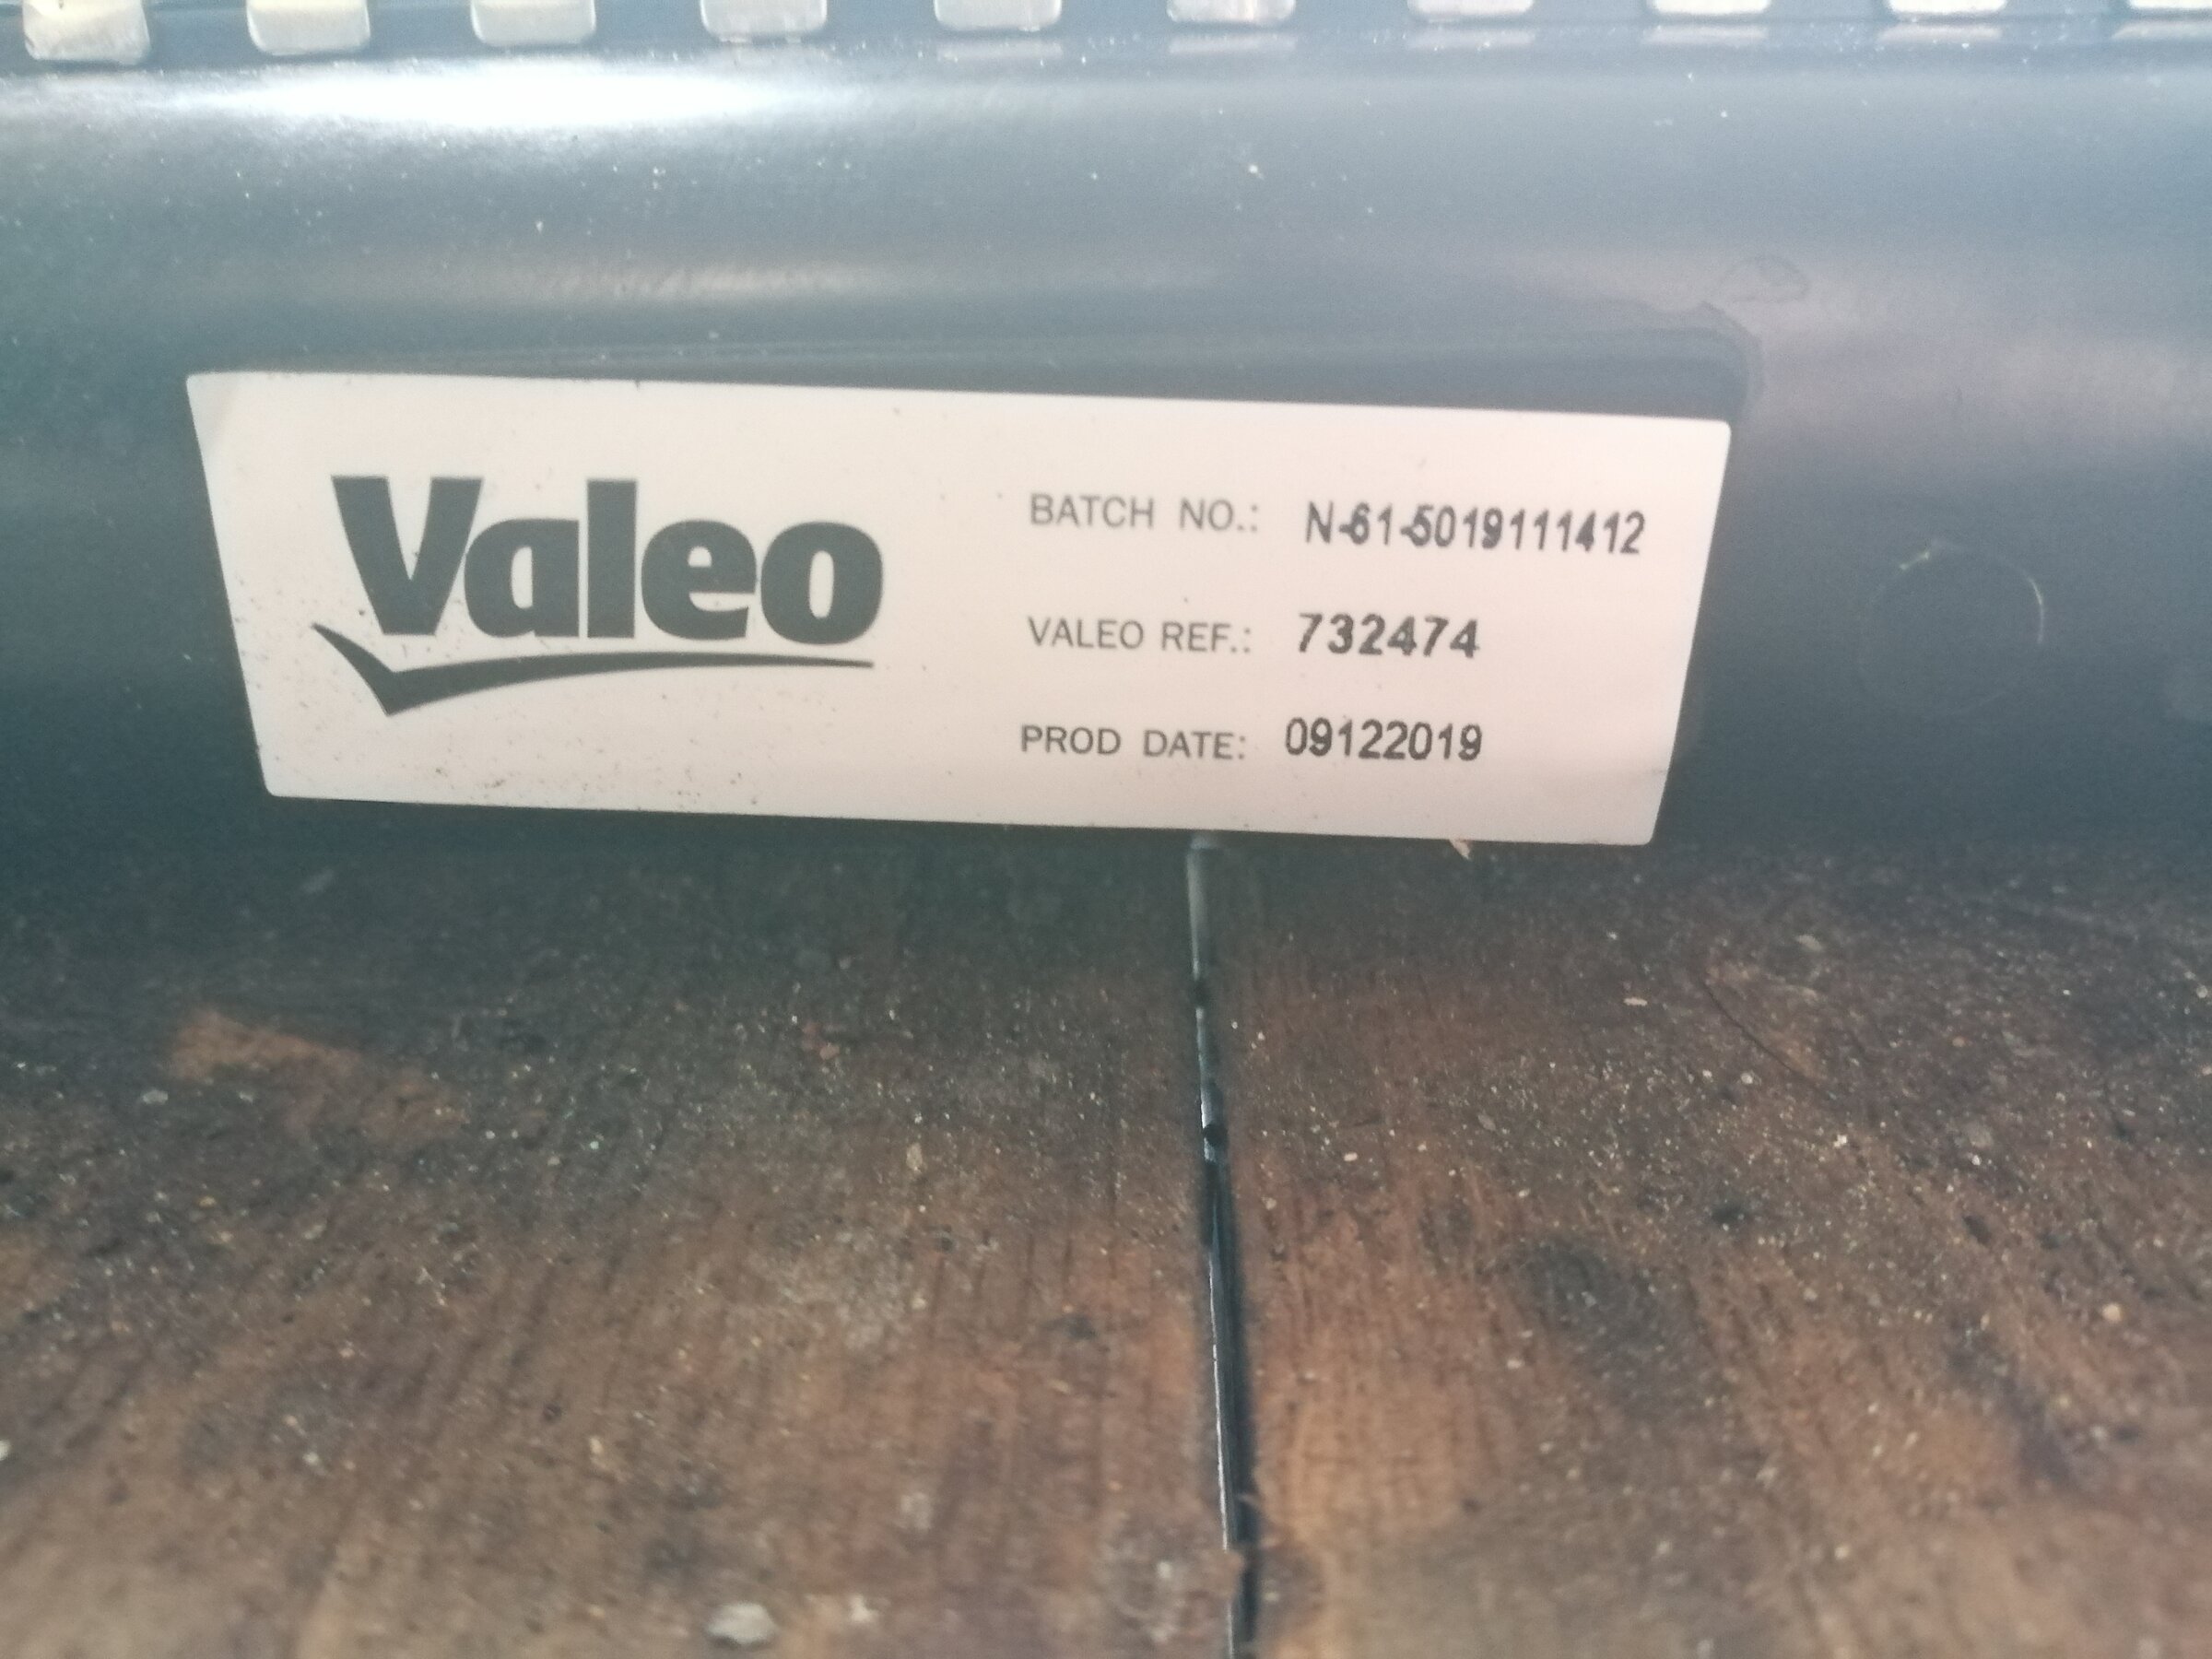 Valeo
BATCH NO.: N-61-5019111412
VALEO REF.: 732474
PROD DATE: 09122019